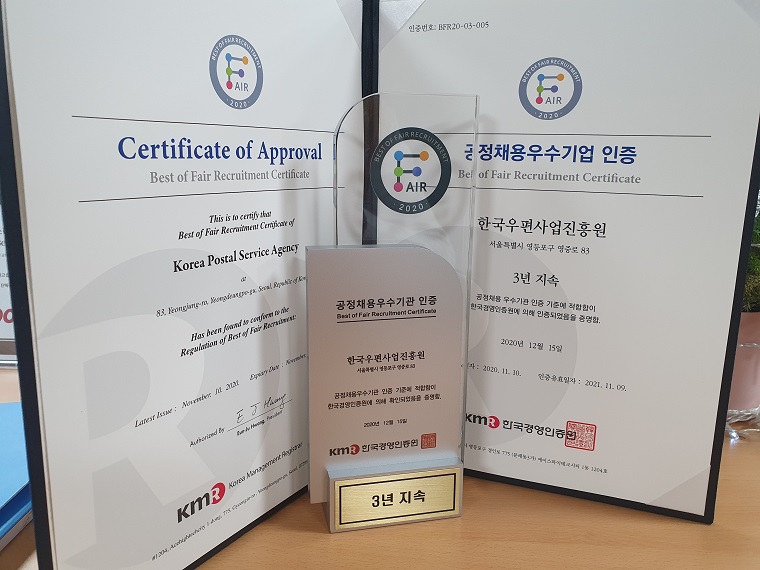 BEST OF FAIR RECRUITMENT
FAIR
· 2020 ·
Certificate of Approval
Best of Fair Recruitment Certificate
This is to certify that
Best of Fair Recruitment Certificate of
Korea Postal Service Agency
at
83, Yeongjung-ro, Yeongdeungpo-gu, Seoul, Republic of
Has been found to conform to the
Regulation of Best of Fair Recruitment:
Latest Issue : November. 10. 2020. Expiry Date : November.
Authorized by
Eun-Ju Hwang, President
KMR Korea Management Registrar
BEST OF FAIR RECRUITMENT
FAIR
· 2020 ·
공정채용우수기관 인증
Best of Fair Recruitment Certificate
한국우편사업진흥원
서울특별시 영등포구 영중로 83
공정채용우수기관 인증 기준에 적합함이
한국경영인증원에 의해 확인되었음을 증명함.
2020년 12월 15일
KMR 한국경영인증원
3년 지속
인증번호: BFR20-03-005
BEST OF FAIR RECRUITMENT
FAIR
· 2020 ·
공정채용우수기업 인증
Best of Fair Recruitment Certificate
한국우편사업진흥원
서울특별시 영등포구 영중로 83
3년 지속
공정채용 우수기관 인증 기준에 적합함이
한국경영인증원에 의해 인증되었음을 증명함.
2020년 12월 15일
: 2020. 11. 10. 인증유효일자 : 2021. 11. 09.
KMR 한국경영인증원